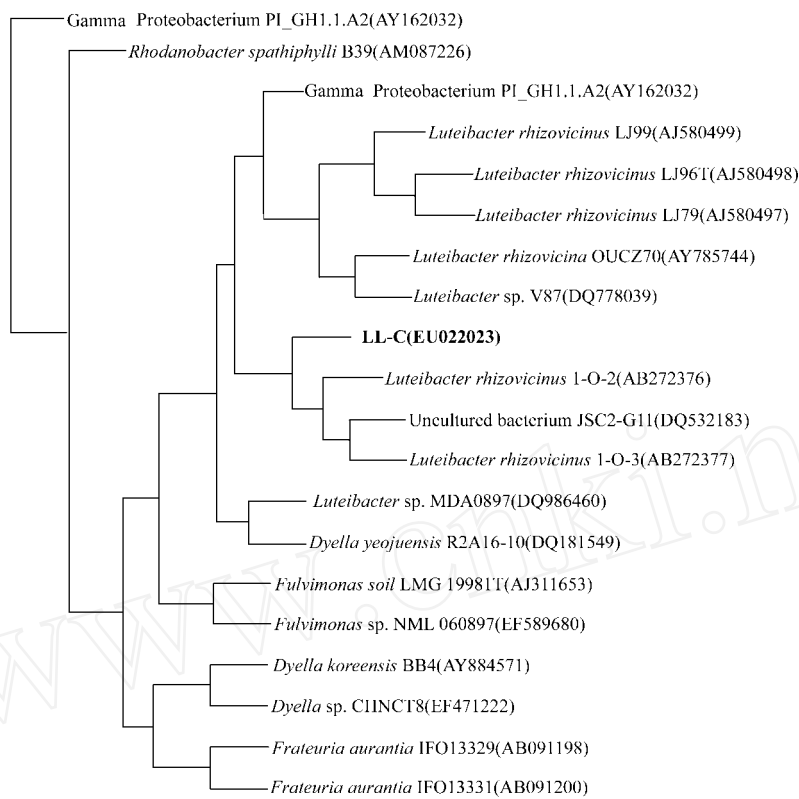 Gamma Proteobacterium PI_GH1.1.A2(AY162032)
Rhodanobacter spathiphylli B39(AM087226)
Gamma Proteobacterium PI_GH1.1.A2(AY162032)
Luteibacter rhizovicinus LJ99(AJ580499)
Luteibacter rhizovicinus LJ96T(AJ580498)
Luteibacter rhizovicinus LJ79(AJ580497)
Luteibacter rhizovicina OUCZ70(AY785744)
Luteibacter sp. V87(DQ778039)
LL-C(EU022023)
Luteibacter rhizovicinus 1-O-2(AB272376)
Uncultured bacterium JSC2-G11(DQ532183)
Luteibacter rhizovicinus 1-O-3(AB272377)
Luteibacter sp. MDA0897(DQ986460)
Dyella yeojuensis R2A16-10(DQ181549)
Fulvimonas soil LMG 19981T(AJ311653)
Fulvimonas sp. NML 060897(EF589680)
Dyella koreensis BB4(AY884571)
Dyella sp. CHNCT8(EF471222)
Frateuria aurantia IFO13329(AB091198)
Frateuria aurantia IFO13331(AB091200)
www.cnki.n